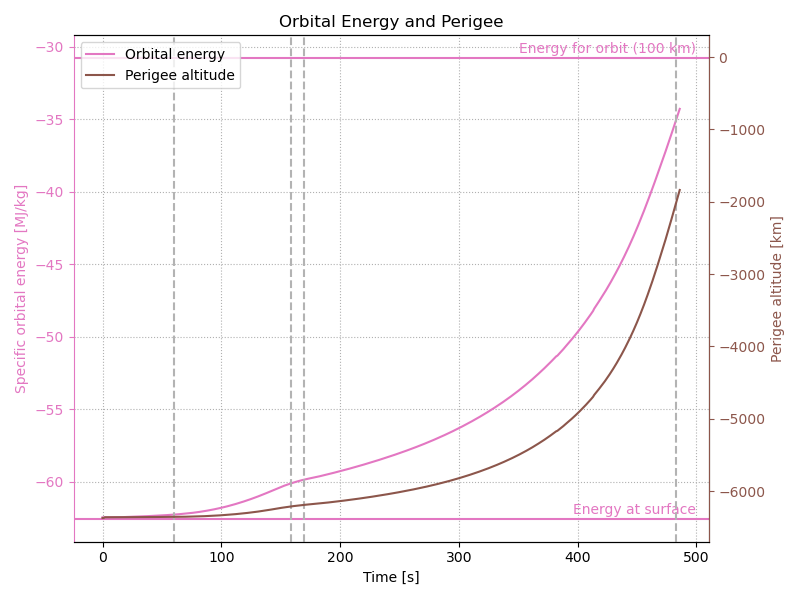 Orbital Energy and Perigee
Orbital energy
Perigee altitude
Energy for orbit (100 km)
Energy at surface
−30
−35
−40
−45
−50
−55
−60
Specific orbital energy [MJ/kg]
0
−1000
−2000
−3000
−4000
−5000
−6000
Perigee altitude [km]
0
100
200
300
400
500
Time [s]